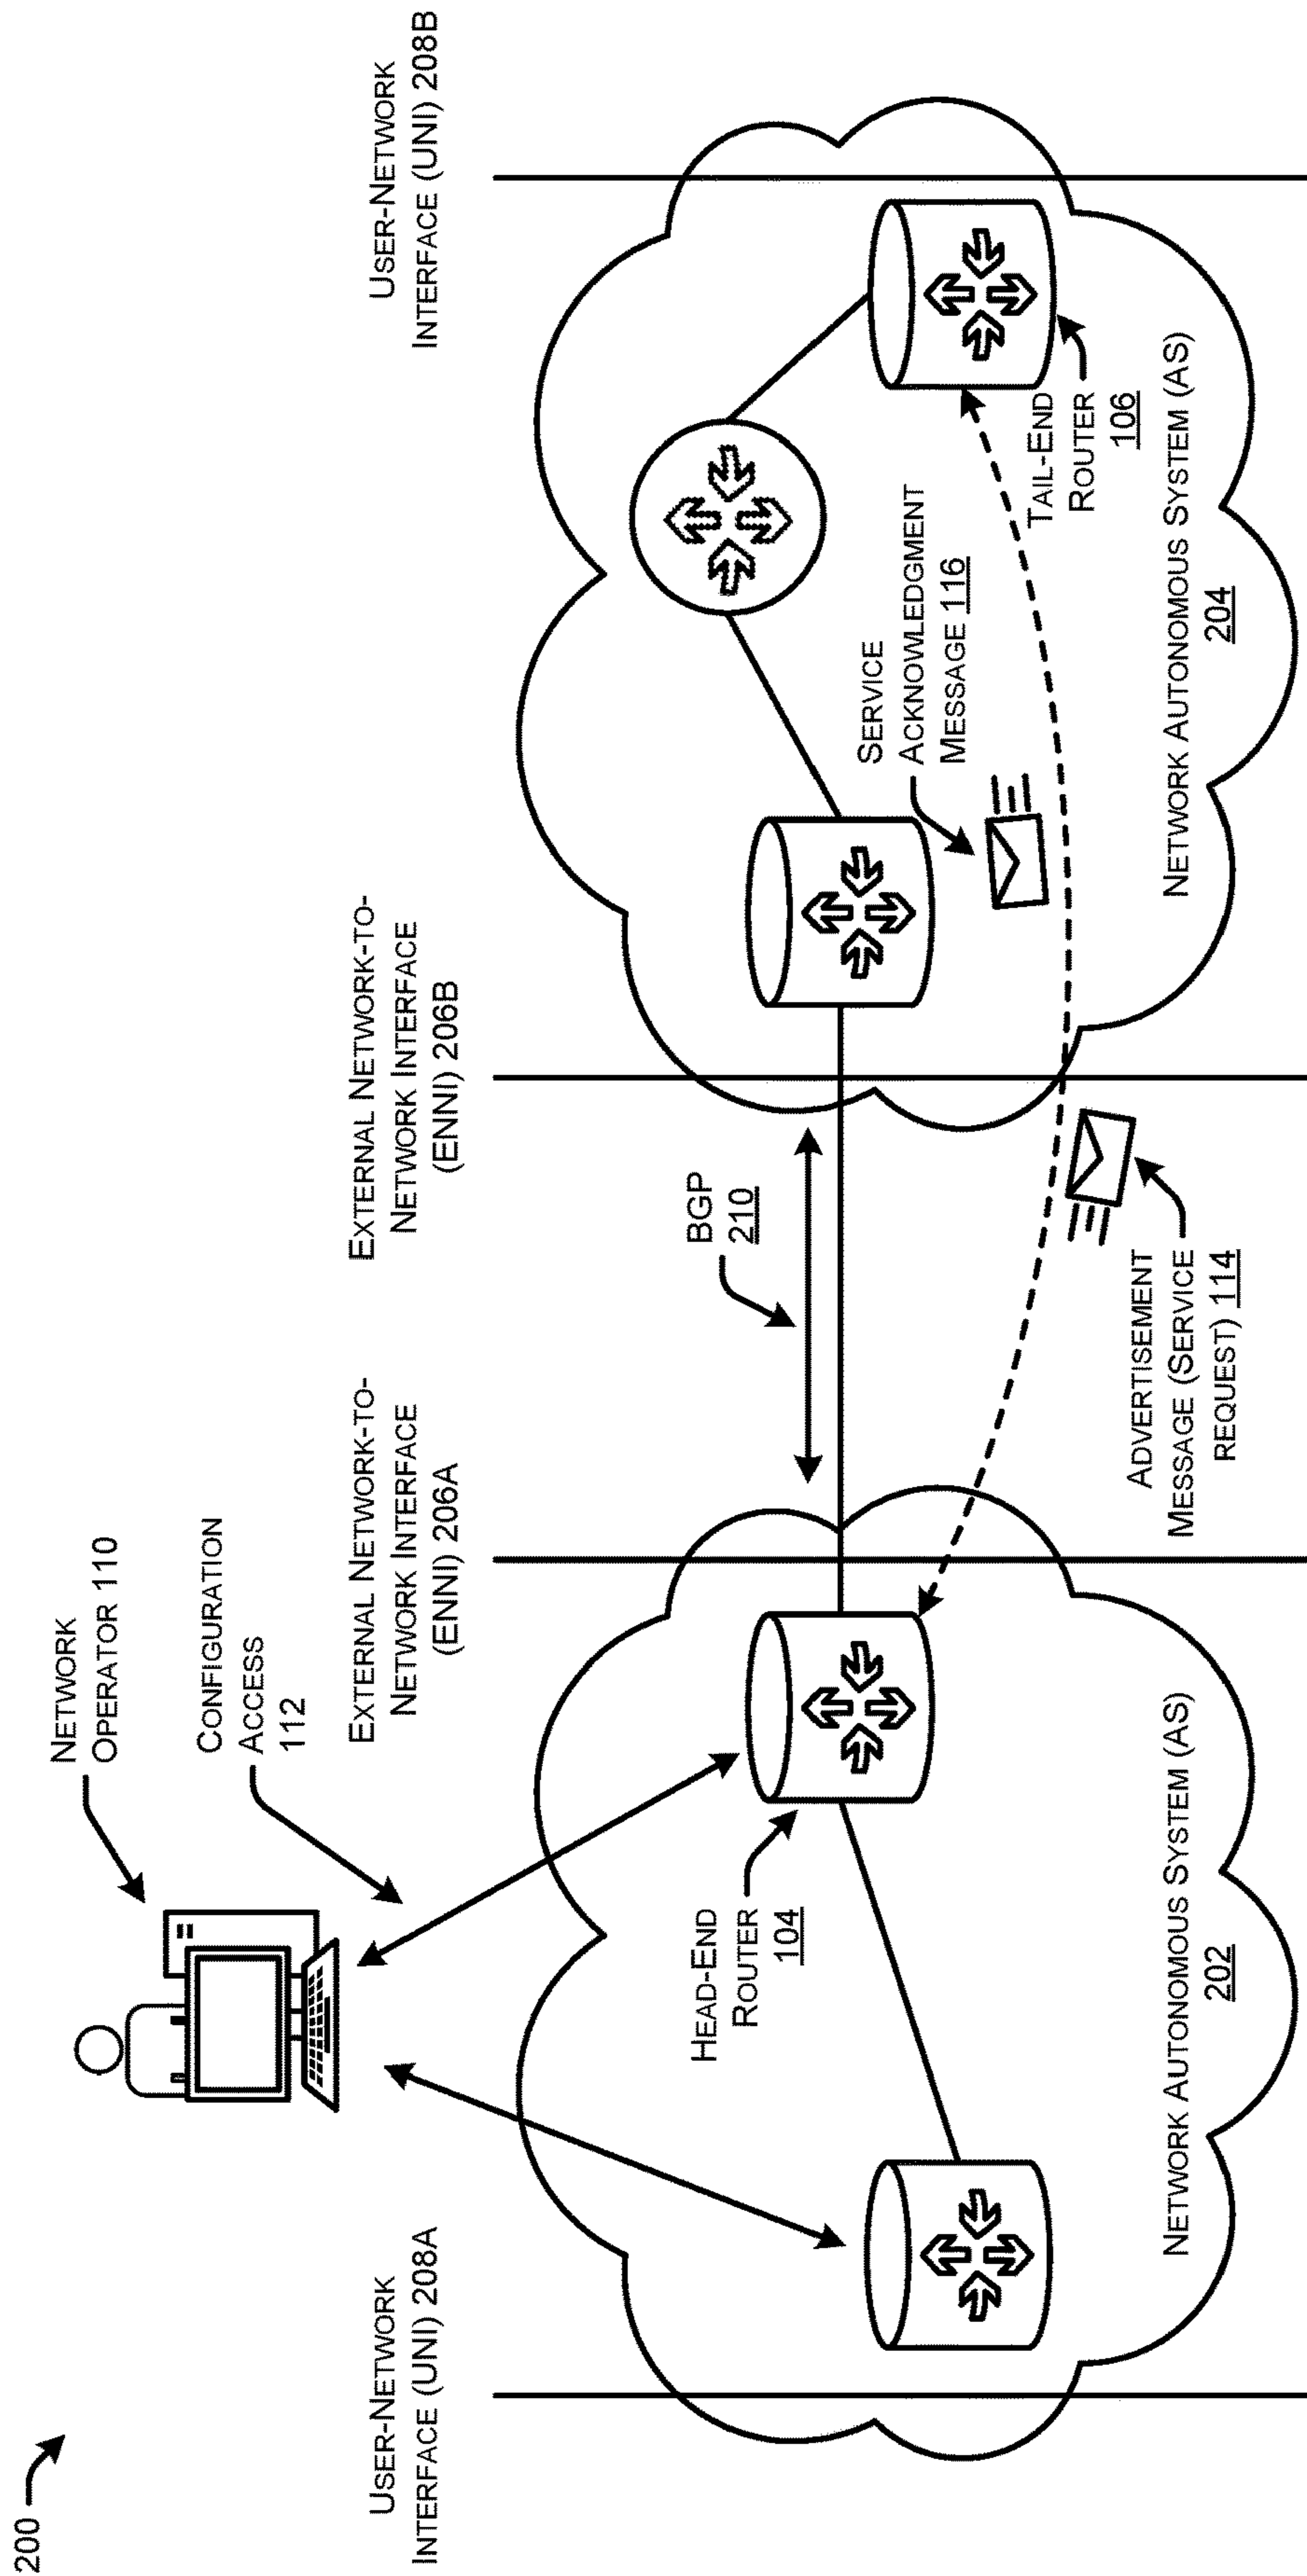 200
NETWORK
OPERATOR 110
CONFIGURATION
ACCESS
112
USER-NETWORK
INTERFACE (UNI) 208A
EXTERNAL NETWORK-TO-
NETWORK INTERFACE
(ENNI) 206A
EXTERNAL NETWORK-TO-
NETWORK INTERFACE
(ENNI) 206B
USER-NETWORK
INTERFACE (UNI) 208B
HEAD-END
ROUTER
104
BGP
210
SERVICE
ACKNOWLEDGMENT
MESSAGE 116
TAIL-END
ROUTER
106
ADVERTISEMENT
MESSAGE (SERVICE
REQUEST) 114
NETWORK AUTONOMOUS SYSTEM (AS)
202
NETWORK AUTONOMOUS SYSTEM (AS)
204